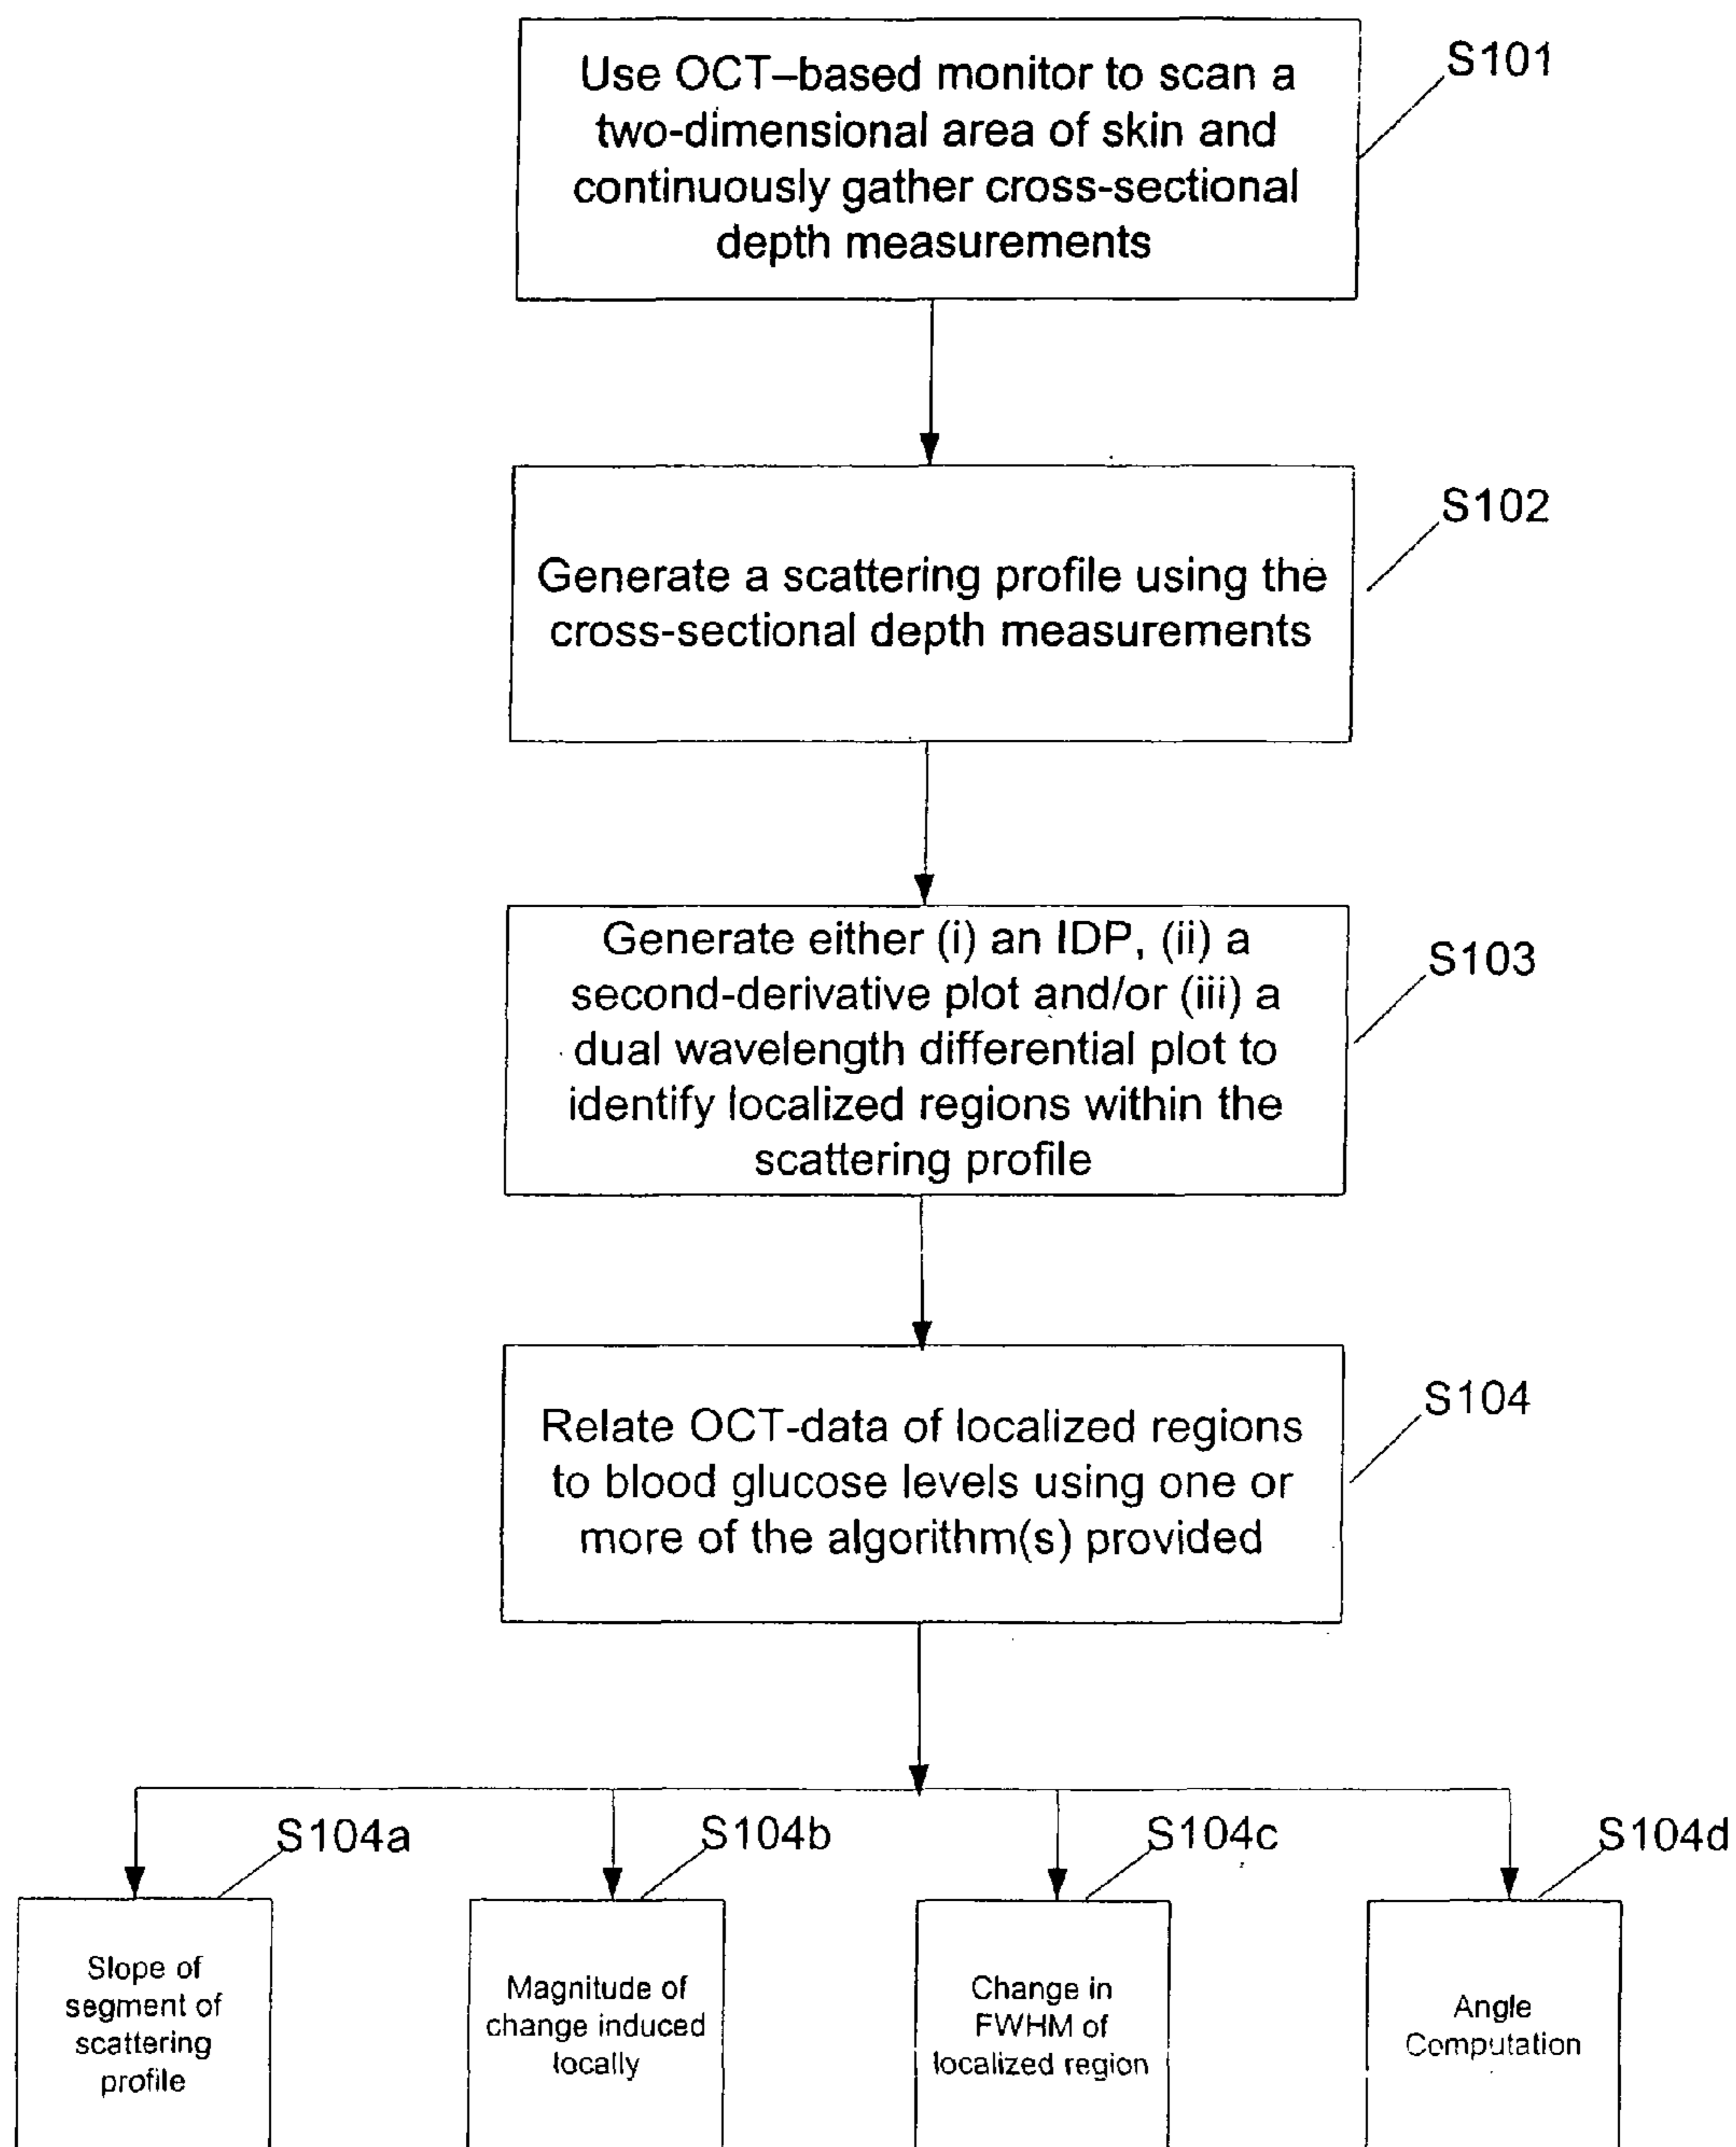 Use OCT–based monitor to scan a
two-dimensional area of skin and
continuously gather cross-sectional
depth measurements
S101
Generate a scattering profile using the
cross-sectional depth measurements
S102
Generate either (i) an IDP, (ii) a
second-derivative plot and/or (iii) a
dual wavelength differential plot to
identify localized regions within the
scattering profile
S103
Relate OCT-data of localized regions
to blood glucose levels using one or
more of the algorithm(s) provided
S104
S104a
Slope of
segment of
scattering
profile
S104b
Magnitude of
change induced
locally
S104c
Change in
FWHM of
localized region
S104d
Angle
Computation